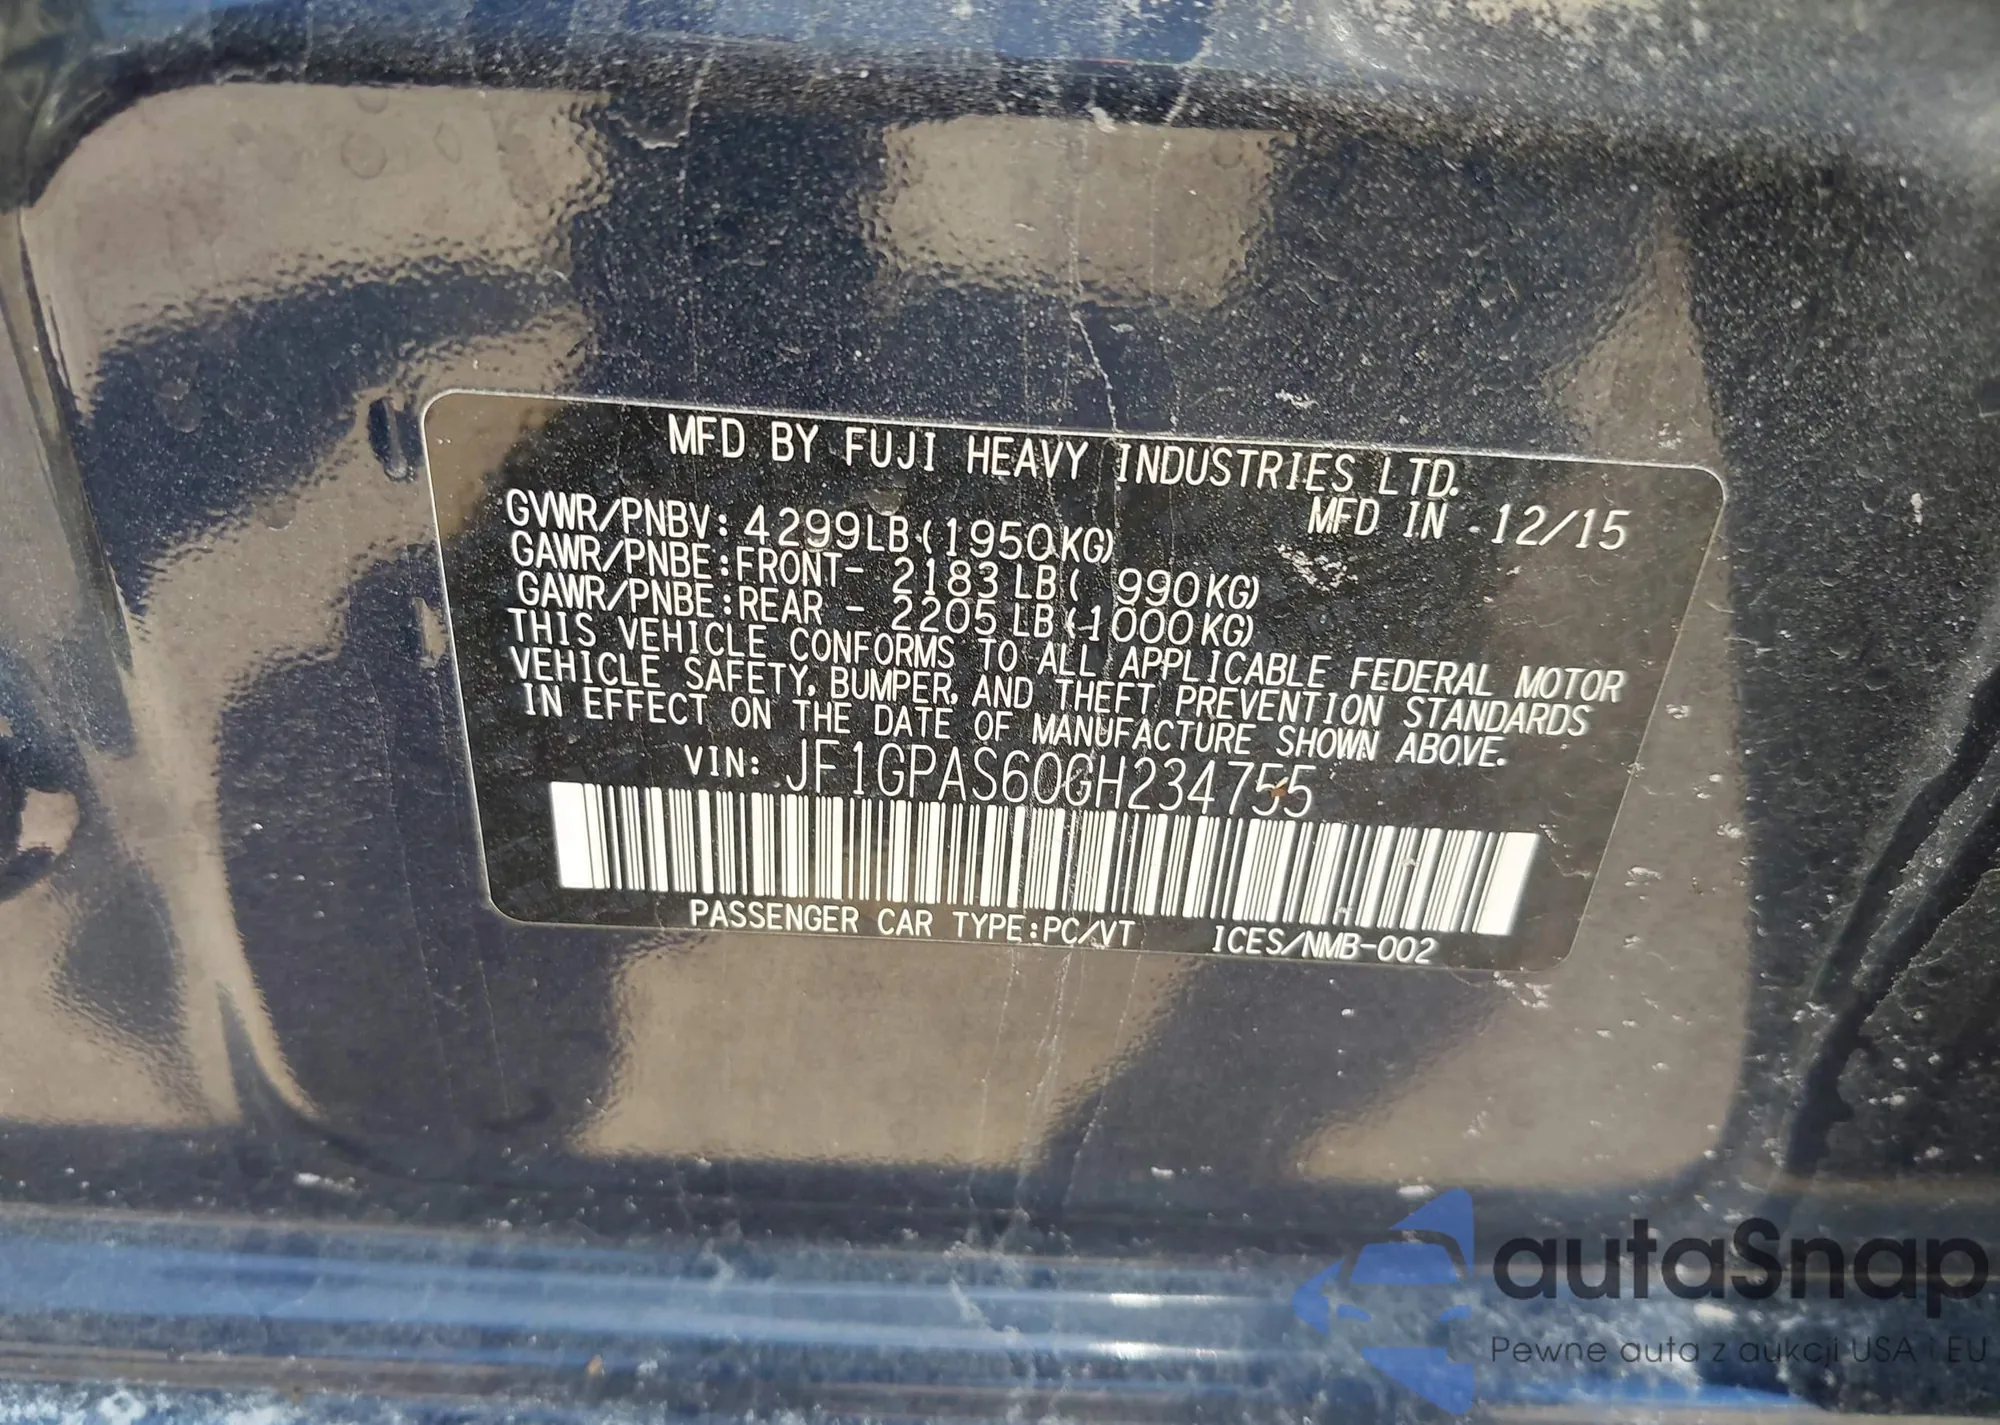 MFD BY FUJI HEAVY INDUSTRIES LTD.
MFD IN 12/15
GVWR/PNBV: 4299LB (1950KG)
GAWR/PNBE:FRONT- 2183 LB ( 990KG)
GAWR/PNBE:REAR - 2205 LB (1000KG)
THIS VEHICLE CONFORMS TO ALL APPLICABLE FEDERAL MOTOR
VEHICLE SAFETY, BUMPER, AND THEFT PREVENTION STANDARDS
IN EFFECT ON THE DATE OF MANUFACTURE SHOWN ABOVE.
VIN: JF1GPAS60GH234755
PASSENGER CAR TYPE:PC/VT ICES/NMB-002
autaSnap
Pewne auta z aukcji USA i EU